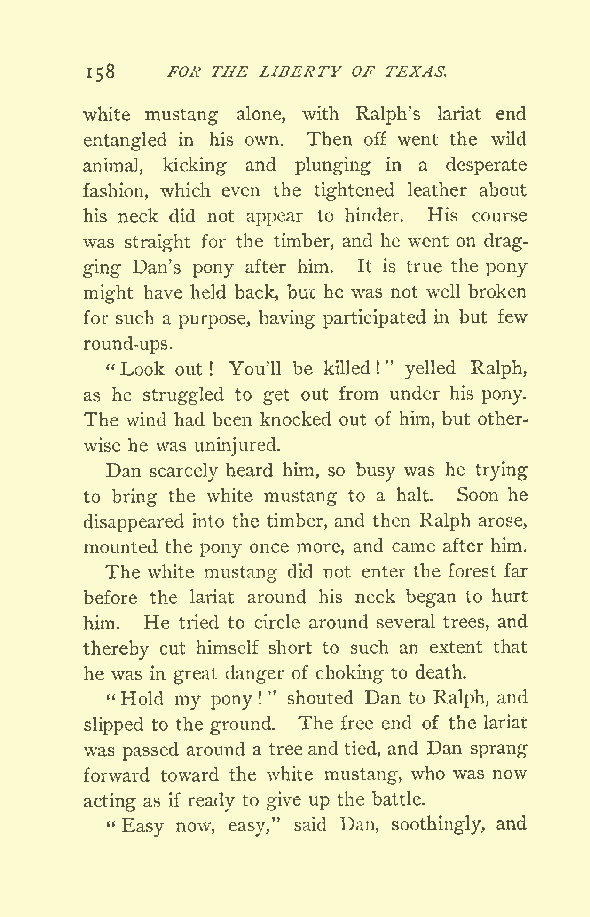 158 FOR THE LIBERTY OF TEXAS.
white mustang alone, with Ralph's lariat end
entangled in his own. Then off went the wild
animal, kicking and plunging in a desperate
fashion, which even the tightened leather about
his neck did not appear to hinder. His course
was straight for the timber, and he went on drag-
ging Dan's pony after him. It is true the pony
might have held back, but he was not well broken
for such a purpose, having participated in but few
round-ups.
"Look out! You'll be killed!" yelled Ralph,
as he struggled to get out from under his pony.
The wind had been knocked out of him, but other-
wise he was uninjured.
Dan scarcely heard him, so busy was he trying
to bring the white mustang to a halt. Soon he
disappeared into the timber, and then Ralph arose,
mounted the pony once more, and came after him.
The white mustang did not enter the forest far
before the lariat around his neck began to hurt
him. He tried to circle around several trees, and
thereby cut himself short to such an extent that
he was in great danger of choking to death.
"Hold my pony!" shouted Dan to Ralph, and
slipped to the ground. The free end of the lariat
was passed around a tree and tied, and Dan sprang
forward toward the white mustang, who was now
acting as if ready to give up the battle.
"Easy now, easy," said Dan, soothingly, and